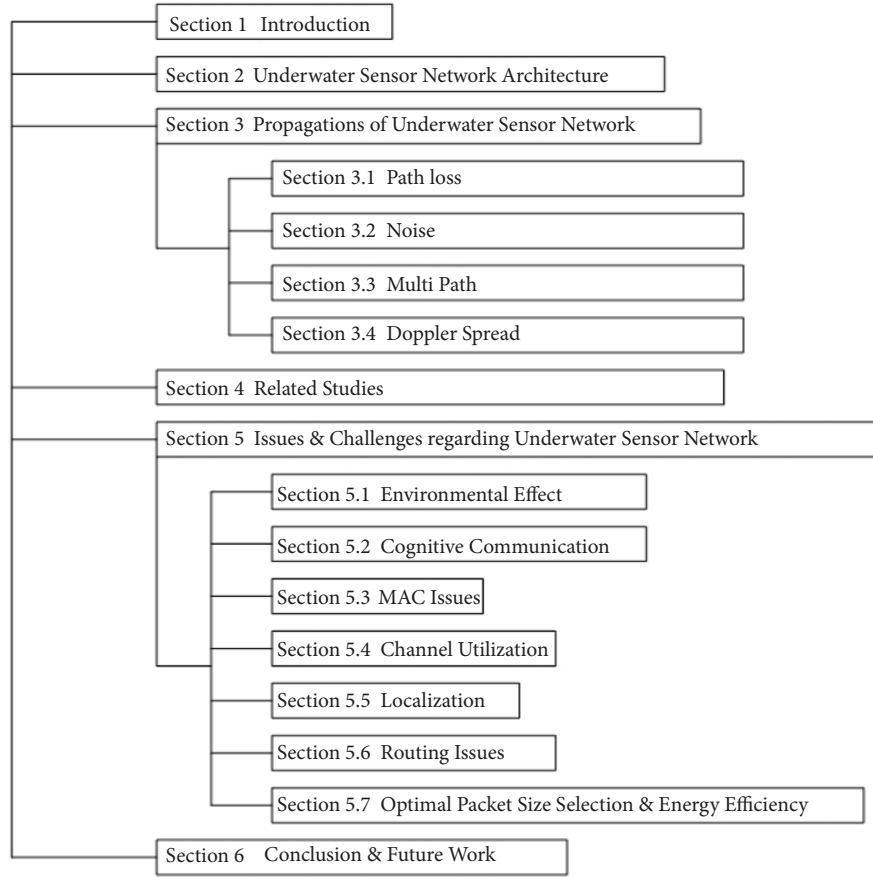 Section 1 Introduction
Section 2 Underwater Sensor Network Architecture
Section 3 Propagations of Underwater Sensor Network
Section 3.1 Path loss
Section 3.2 Noise
Section 3.3 Multi Path
Section 3.4 Doppler Spread
Section 4 Related Studies
Section 5 Issues & Challenges regarding Underwater Sensor Network
Section 5.1 Environmental Effect
Section 5.2 Cognitive Communication
Section 5.3 MAC Issues
Section 5.4 Channel Utilization
Section 5.5 Localization
Section 5.6 Routing Issues
Section 5.7 Optimal Packet Size Selection & Energy Efficiency
Section 6 Conclusion & Future Work